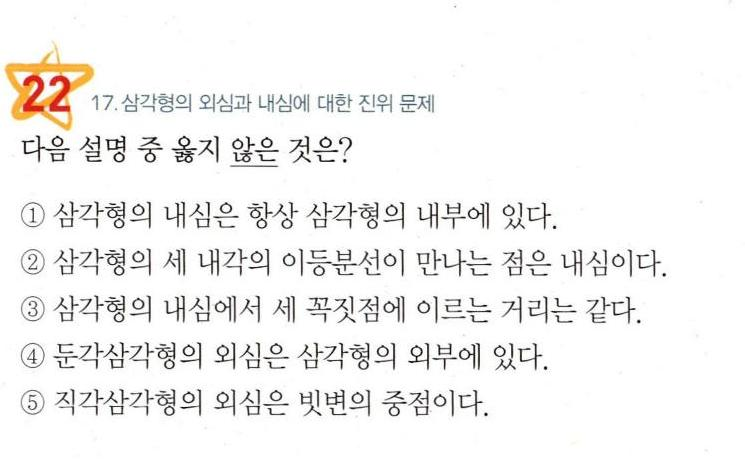 22 17. 삼각형의 외심과 내심에 대한 진위 문제
다음 설명 중 옳지 않은 것은?
① 삼각형의 내심은 항상 삼각형의 내부에 있다.
② 삼각형의 세 내각의 이등분선이 만나는 점은 내심이다.
③ 삼각형의 내심에서 세 꼭짓점에 이르는 거리는 같다.
④ 둔각삼각형의 외심은 삼각형의 외부에 있다.
⑤ 직각삼각형의 외심은 빗변의 중점이다.